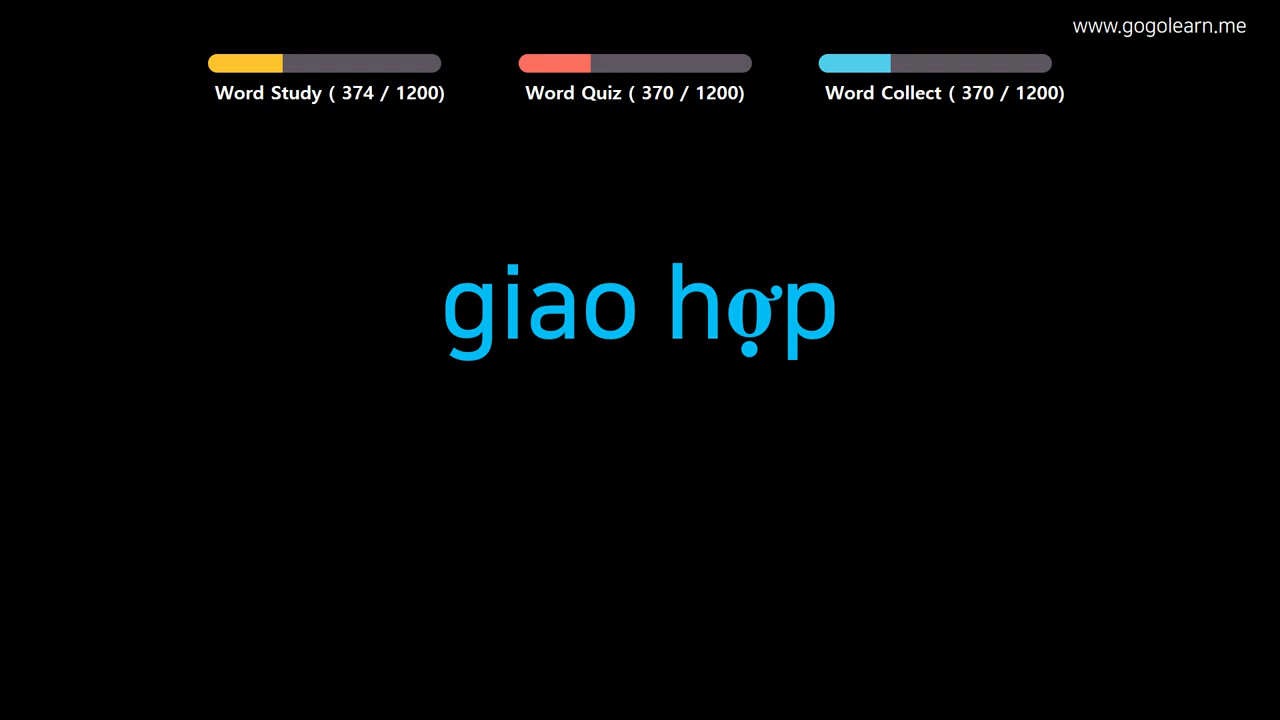 www.gogolearn.me
Word Study ( 374 / 1200)
Word Quiz ( 370 / 1200)
Word Collect ( 370 / 1200)
giao hợp